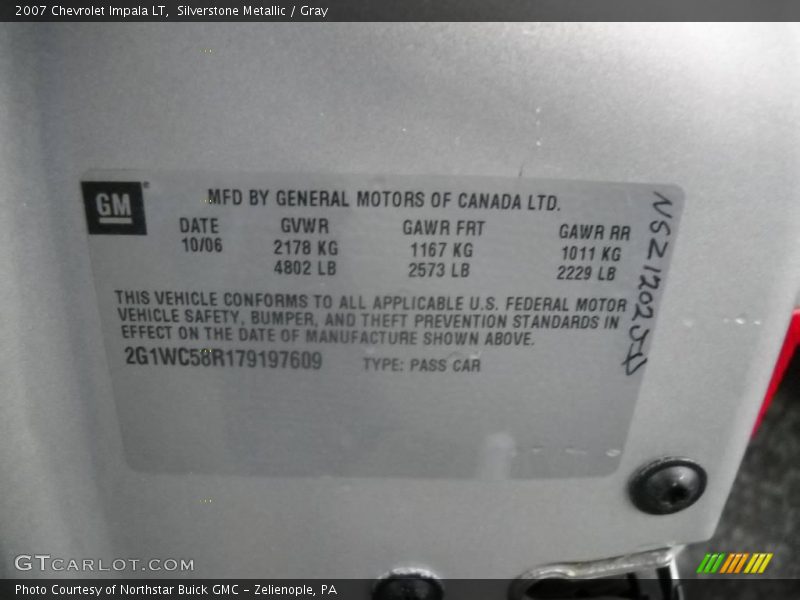 2007 Chevrolet Impala LT, Silverstone Metallic / Gray
GM
MFD BY GENERAL MOTORS OF CANADA LTD.
DATE GVWR GAWR FRT GAWR RR
10/06 2178 KG 1167 KG 1011 KG
4802 LB 2573 LB 2229 LB
THIS VEHICLE CONFORMS TO ALL APPLICABLE U.S. FEDERAL MOTOR
VEHICLE SAFETY, BUMPER, AND THEFT PREVENTION STANDARDS IN
EFFECT ON THE DATE OF MANUFACTURE SHOWN ABOVE.
2G1WC58R179197609 TYPE: PASS CAR
GTCARLOT.COM
Photo Courtesy of Northstar Buick GMC - Zelienople, PA